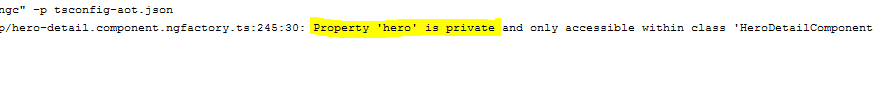 ngc" -p tsconfig-aot.json
p/hero-detail.component.ngfactory.ts:245:30: Property 'hero' is private and only accessible within class 'HeroDetailComponent